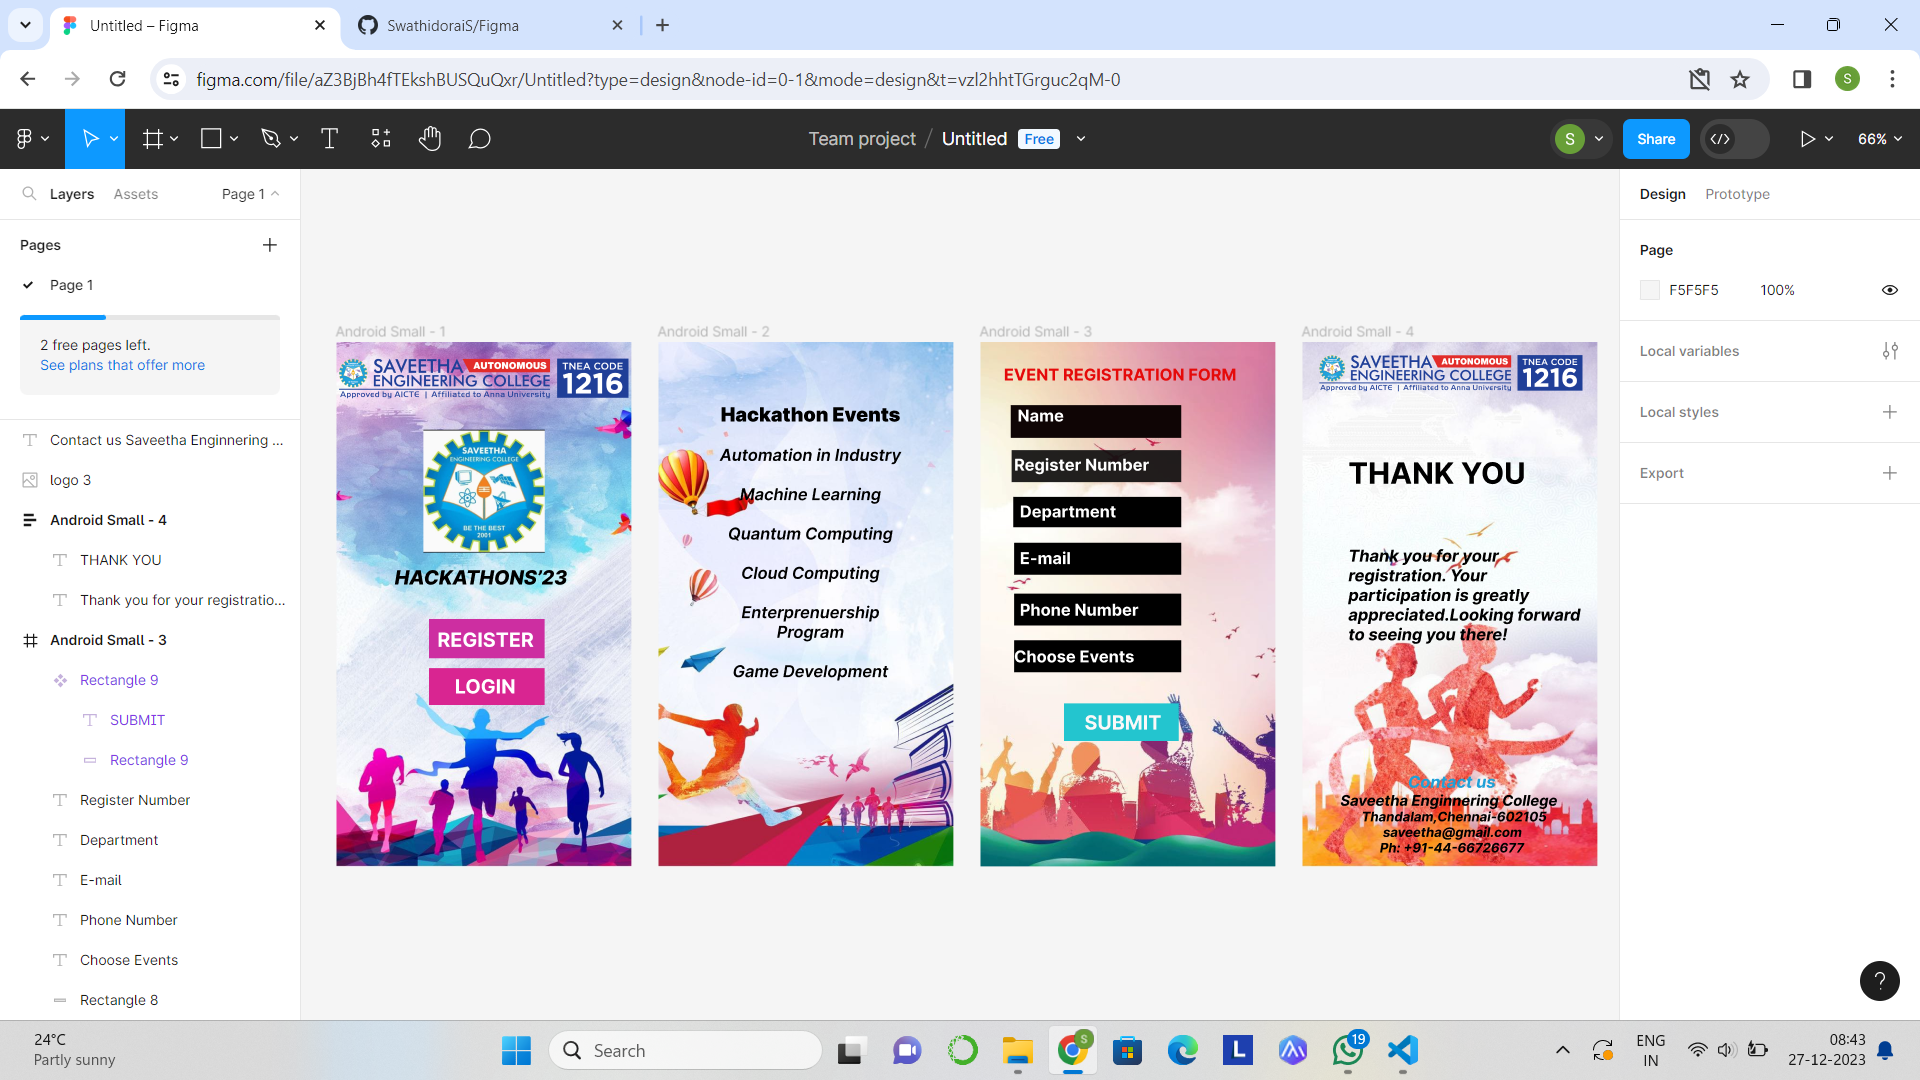 Untitled – Figma
SwathidoraiS/Figma
figma.com/file/aZ3BjBh4fTEkshBUSQuQxr/Untitled?type=design&node-id=0-1&mode=design&t=vzl2hhtTGrguc2qM-0
S
Team project / Untitled Free
S
Share
66%
Layers
Assets
Page 1
Pages
Page 1
2 free pages left.
See plans that offer more
Contact us Saveetha Enginnering ...
logo 3
Android Small - 4
THANK YOU
Thank you for your registratio...
Android Small - 3
Rectangle 9
SUBMIT
Rectangle 9
Register Number
Department
E-mail
Phone Number
Choose Events
Rectangle 8
Android Small - 1
SAVEETHA AUTONOMOUS
ENGINEERING COLLEGE
Approved by AICTE | Affiliated to Anna University
TNEA CODE
1216
SAVEETHA
ENGINEERING COLLEGE
BE THE BEST
2001
HACKATHONS'23
REGISTER
LOGIN
Android Small - 2
Hackathon Events
Automation in Industry
Machine Learning
Quantum Computing
Cloud Computing
Enterprenuership
Program
Game Development
Android Small - 3
EVENT REGISTRATION FORM
Name
Register Number
Department
E-mail
Phone Number
Choose Events
SUBMIT
Android Small - 4
SAVEETHA AUTONOMOUS
ENGINEERING COLLEGE
Approved by AICTE | Affiliated to Anna University
TNEA CODE
1216
THANK YOU
Thank you for your
registration. Your
participation is greatly
appreciated.Looking forward
to seeing you there!
Contact us
Saveetha Enginnering College
Thandalam,Chennai-602105
saveetha@gmail.com
Ph: +91-44-66726677
Design
Prototype
Page
F5F5F5
100%
Local variables
Local styles
Export
?
24°C
Partly sunny
Search
S
L
19
ENG
IN
08:43
27-12-2023